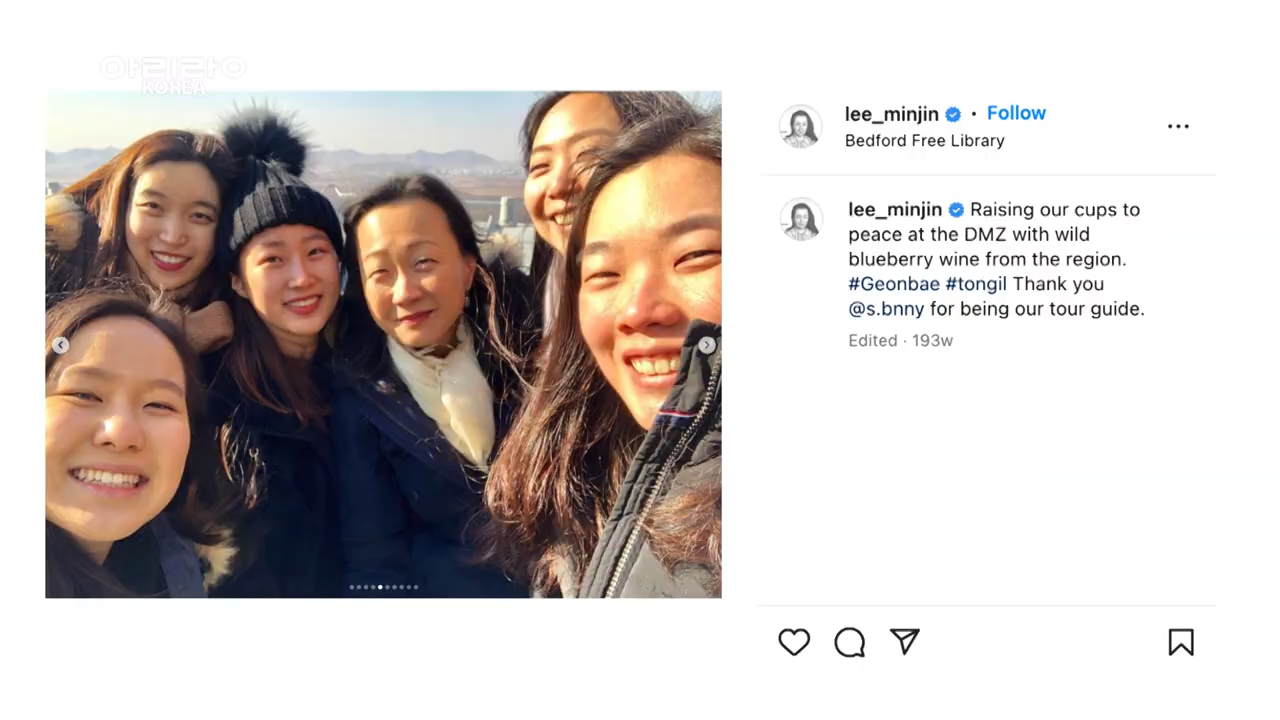 아리랑
KOREA
lee_minjin • Follow
Bedford Free Library
lee_minjin Raising our cups to
peace at the DMZ with wild
blueberry wine from the region.
#Geonbae #tongil Thank you
@s.bnny for being our tour guide.
Edited · 193w